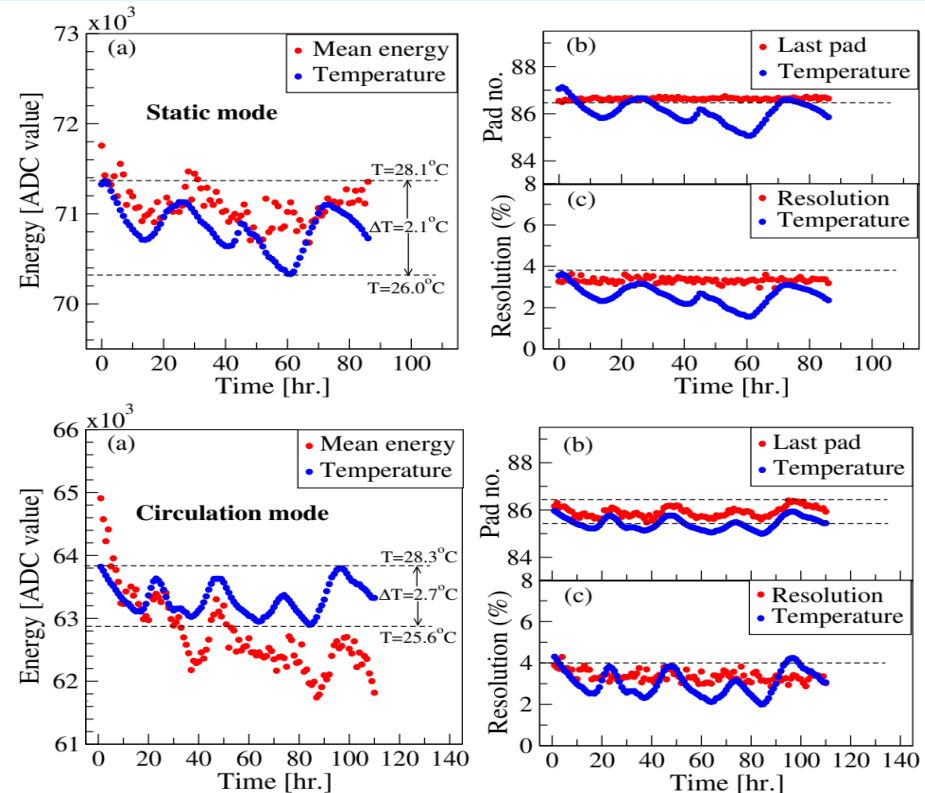 x10³
73
72
71
70
Energy [ADC value]
(a)
Mean energy
Temperature
Static mode
T=28.1°C
ΔT=2.1°C
T=26.0°C
0 20 40 60 80 100
Time [hr.]
88
86
84
Pad no.
(b)
Last pad
Temperature
8
6
4
2
0
Resolution (%)
(c)
Resolution
Temperature
0 20 40 60 80 100
Time [hr.]
x10³
66
65
64
63
62
61
Energy [ADC value]
(a)
Mean energy
Temperature
Circulation mode
T=28.3°C
ΔT=2.7°C
T=25.6°C
0 20 40 60 80 100 120 140
Time [hr.]
88
86
84
Pad no.
(b)
Last pad
Temperature
8
6
4
2
0
Resolution (%)
(c)
Resolution
Temperature
0 20 40 60 80 100 120 140
Time [hr.]